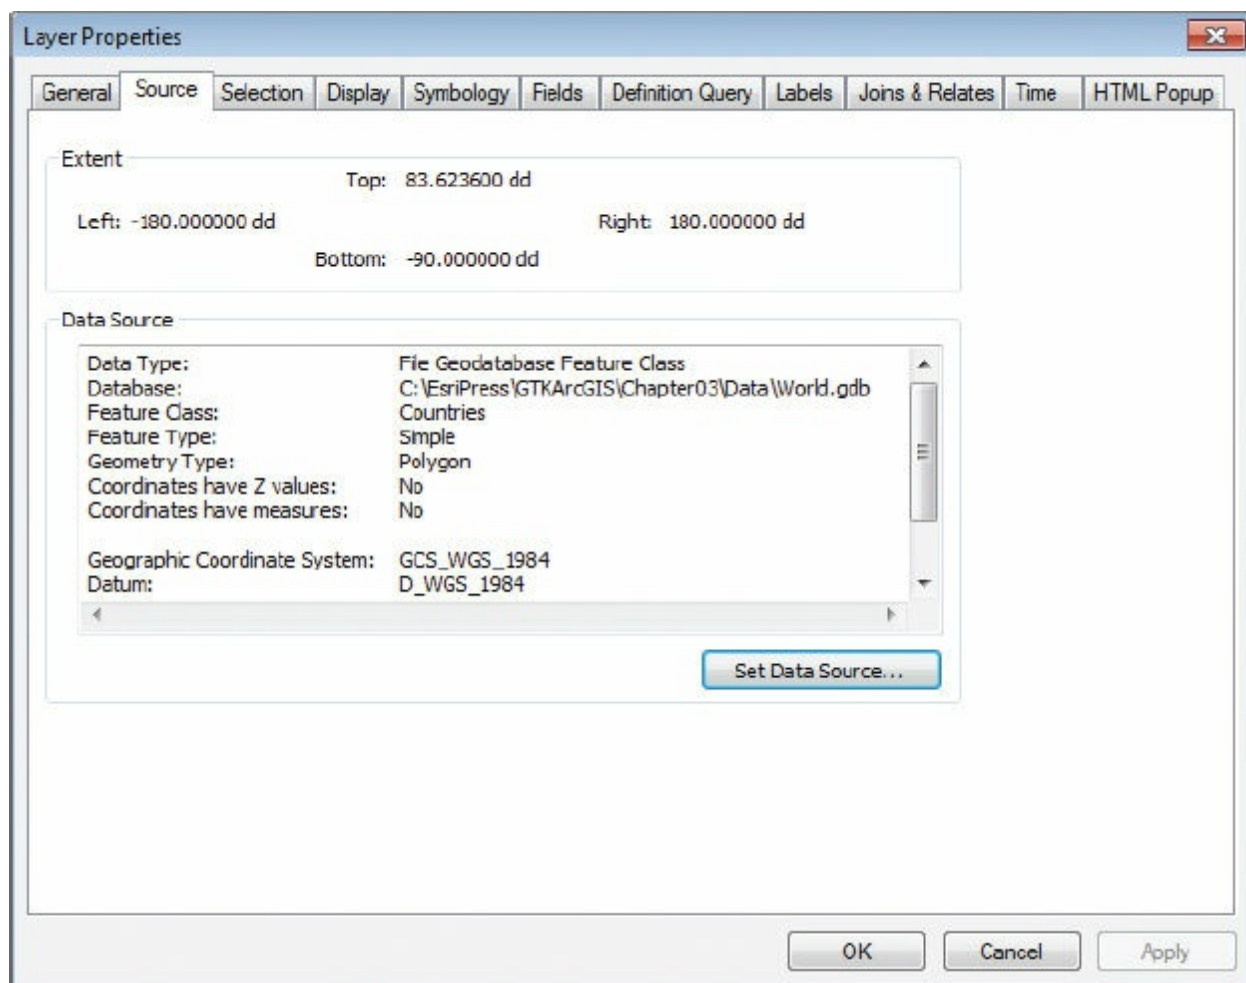 Layer Properties
General Source Selection Display Symbology Fields Definition Query Labels Joins & Relates Time HTML Popup
Extent
Top: 83.623600 dd
Left: -180.000000 dd Right: 180.000000 dd
Bottom: -90.000000 dd
Data Source
Data Type: File Geodatabase Feature Class
Database: C:\EsriPress\GTKArcGIS\Chapter03\Data\World.gdb
Feature Class: Countries
Feature Type: Simple
Geometry Type: Polygon
Coordinates have Z values: No
Coordinates have measures: No
Geographic Coordinate System: GCS_WGS_1984
Datum: D_WGS_1984
Set Data Source...
OK Cancel Apply